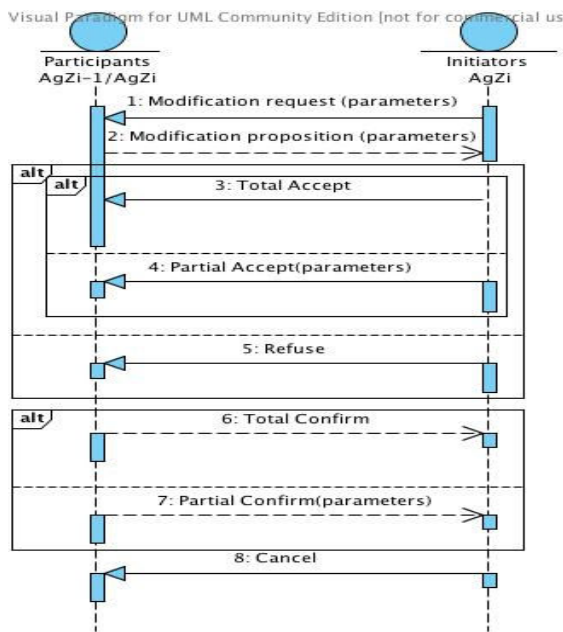 Visual Paradigm for UML Community Edition [not for commercial us
Participants
AgZi-1/AgZi
Initiators
AgZi
1: Modification request (parameters)
2: Modification proposition (parameters)
alt
alt
3: Total Accept
4: Partial Accept(parameters)
5: Refuse
alt
6: Total Confirm
7: Partial Confirm(parameters)
8: Cancel